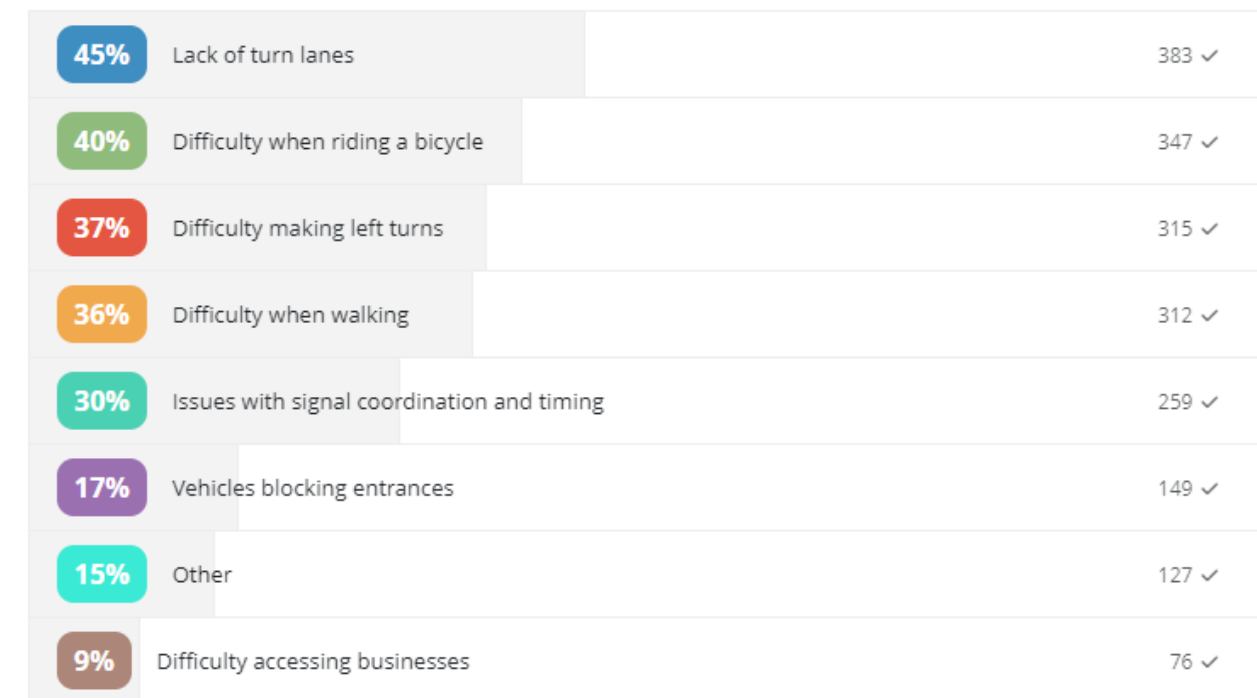 45% Lack of turn lanes 383 ✓
40% Difficulty when riding a bicycle 347 ✓
37% Difficulty making left turns 315 ✓
36% Difficulty when walking 312 ✓
30% Issues with signal coordination and timing 259 ✓
17% Vehicles blocking entrances 149 ✓
15% Other 127 ✓
9% Difficulty accessing businesses 76 ✓